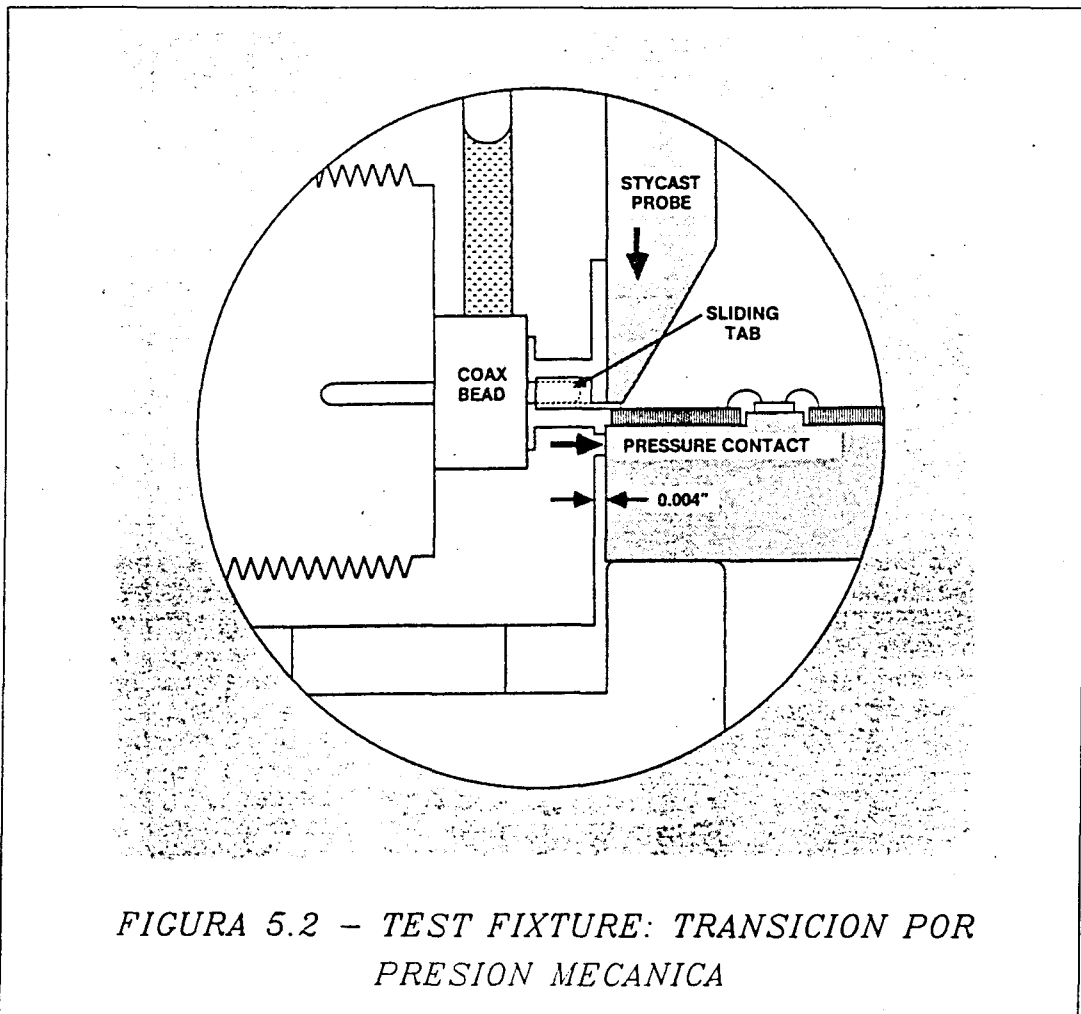 STYCAST
PROBE
SLIDING
TAB
COAX
BEAD
PRESSURE CONTACT
0.004"
FIGURA 5.2 – TEST FIXTURE: TRANSICION POR
PRESION MECANICA